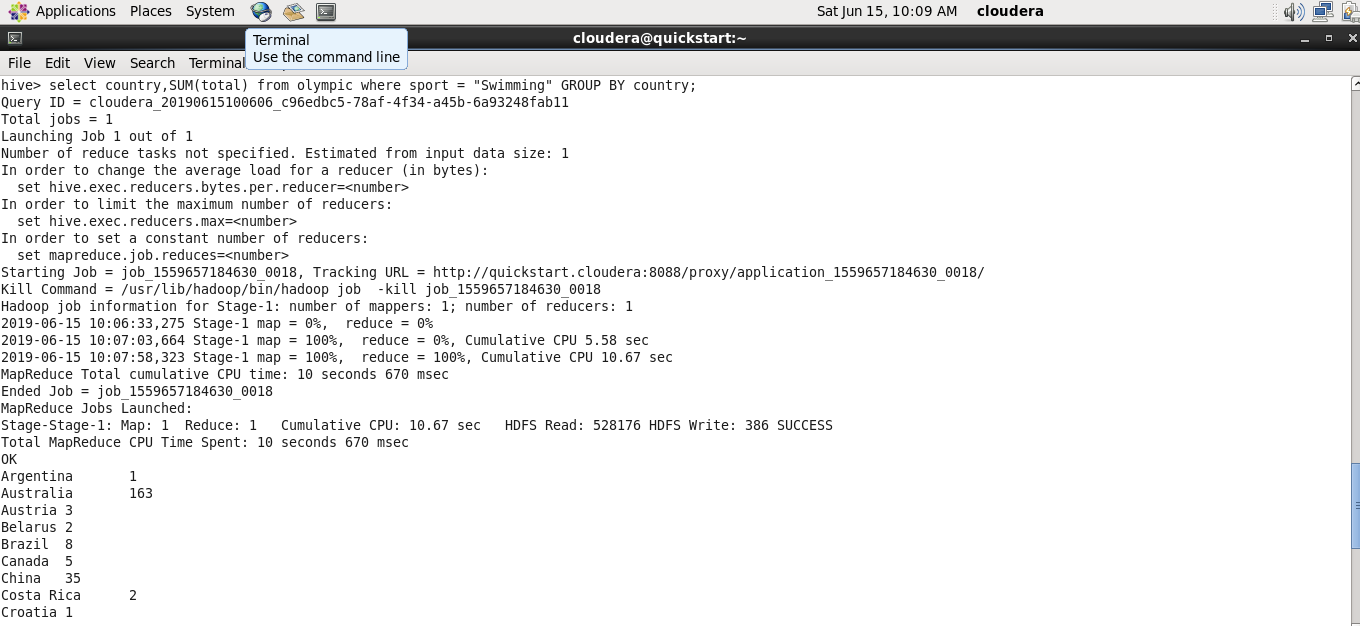 Applications Places System Sat Jun 15, 10:09 AM cloudera
Terminal
Use the command line
cloudera@quickstart:~
File Edit View Search Terminal
hive> select country,SUM(total) from olympic where sport = "Swimming" GROUP BY country;
Query ID = cloudera_20190615100606_c96edbc5-78af-4f34-a45b-6a93248fab11
Total jobs = 1
Launching Job 1 out of 1
Number of reduce tasks not specified. Estimated from input data size: 1
In order to change the average load for a reducer (in bytes):
  set hive.exec.reducers.bytes.per.reducer=<number>
In order to limit the maximum number of reducers:
  set hive.exec.reducers.max=<number>
In order to set a constant number of reducers:
  set mapreduce.job.reduces=<number>
Starting Job = job_1559657184630_0018, Tracking URL = http://quickstart.cloudera:8088/proxy/application_1559657184630_0018/
Kill Command = /usr/lib/hadoop/bin/hadoop job  -kill job_1559657184630_0018
Hadoop job information for Stage-1: number of mappers: 1; number of reducers: 1
2019-06-15 10:06:33,275 Stage-1 map = 0%,  reduce = 0%
2019-06-15 10:07:03,664 Stage-1 map = 100%,  reduce = 0%, Cumulative CPU 5.58 sec
2019-06-15 10:07:58,323 Stage-1 map = 100%,  reduce = 100%, Cumulative CPU 10.67 sec
MapReduce Total cumulative CPU time: 10 seconds 670 msec
Ended Job = job_1559657184630_0018
MapReduce Jobs Launched:
Stage-Stage-1: Map: 1  Reduce: 1   Cumulative CPU: 10.67 sec   HDFS Read: 528176 HDFS Write: 386 SUCCESS
Total MapReduce CPU Time Spent: 10 seconds 670 msec
OK
Argentina	1
Australia	163
Austria	3
Belarus	2
Brazil	8
Canada	5
China	35
Costa Rica	2
Croatia	1